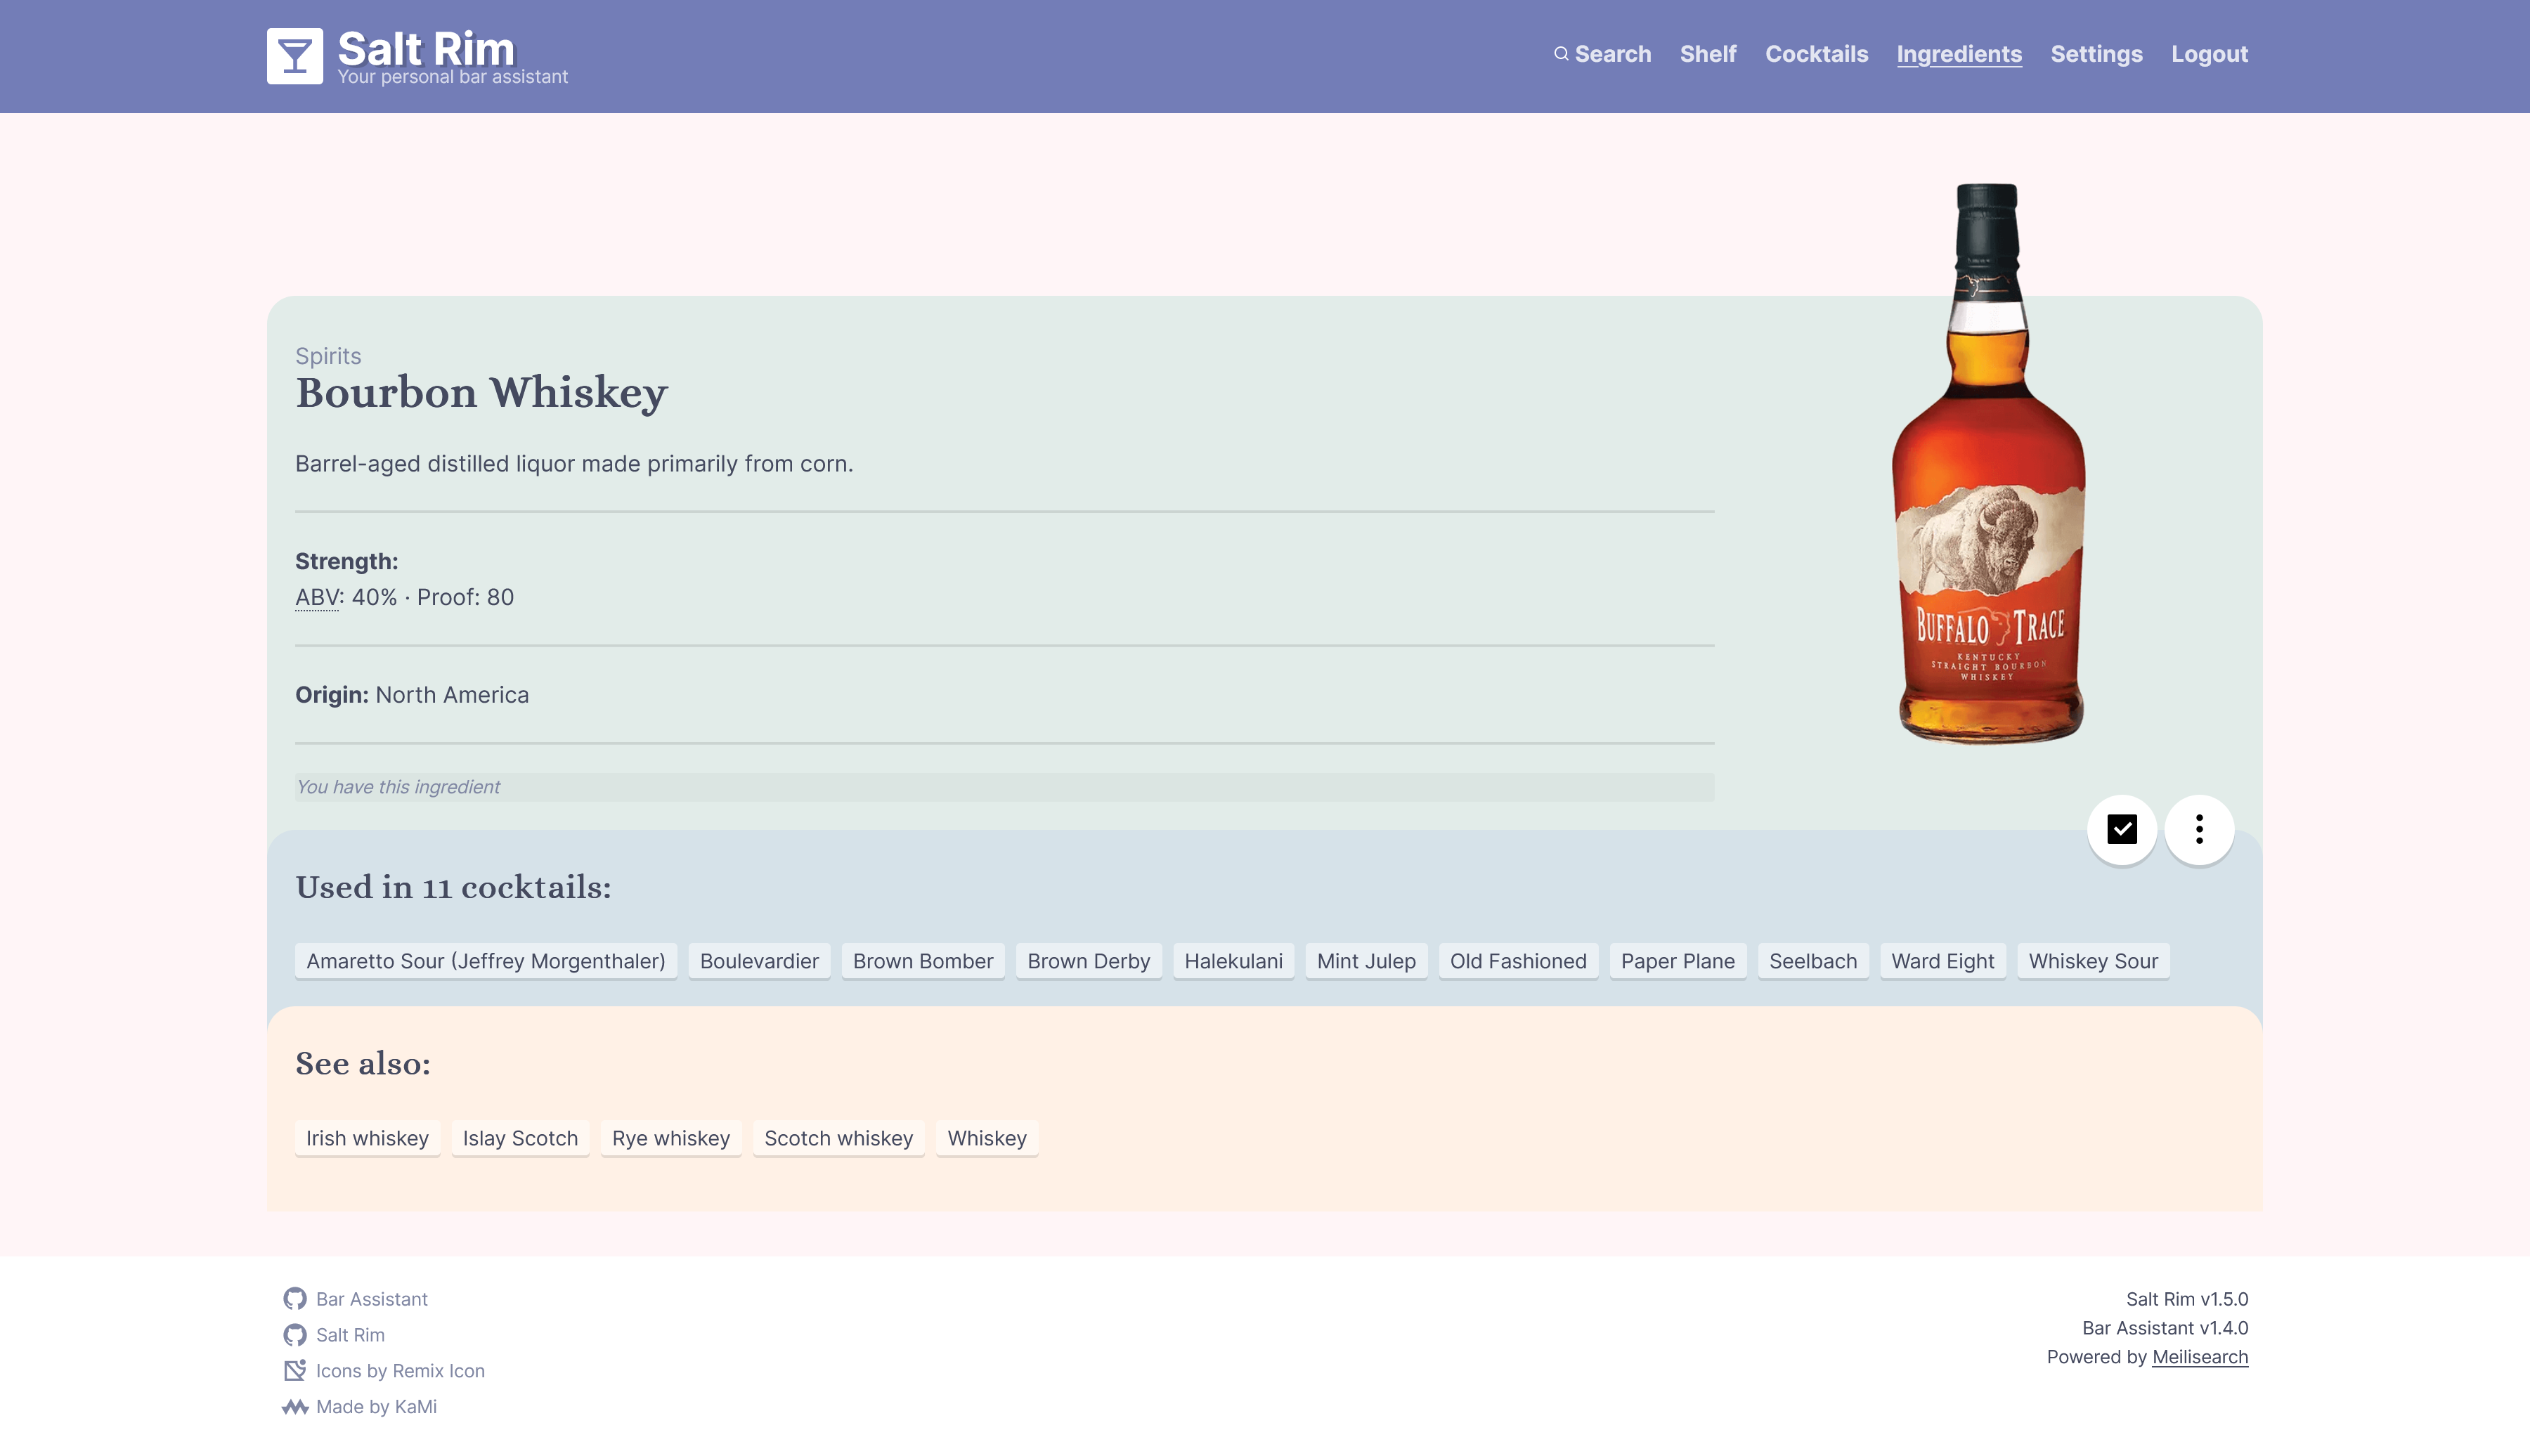 Salt Rim
Your personal bar assistant
Search Shelf Cocktails Ingredients Settings Logout
Spirits
Bourbon Whiskey
Barrel-aged distilled liquor made primarily from corn.
Strength:
ABV: 40% · Proof: 80
Origin: North America
You have this ingredient
BUFFALO TRACE
KENTUCKY
STRAIGHT BOURBON
WHISKEY
Used in 11 cocktails:
Amaretto Sour (Jeffrey Morgenthaler) Boulevardier Brown Bomber Brown Derby Halekulani Mint Julep Old Fashioned Paper Plane Seelbach Ward Eight Whiskey Sour
See also:
Irish whiskey Islay Scotch Rye whiskey Scotch whiskey Whiskey
Bar Assistant
Salt Rim
Icons by Remix Icon
Made by KaMi
Salt Rim v1.5.0
Bar Assistant v1.4.0
Powered by Meilisearch